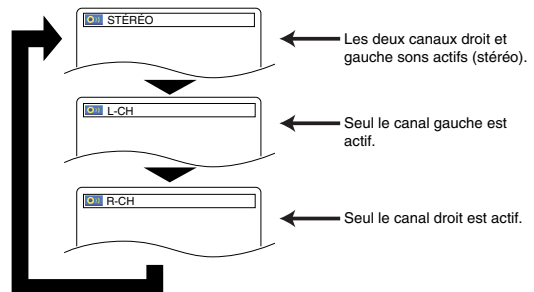 STÉRÉO
Les deux canaux droit et
gauche sons actifs (stéréo).
L-CH
Seul le canal gauche est
actif.
R-CH
Seul le canal droit est actif.